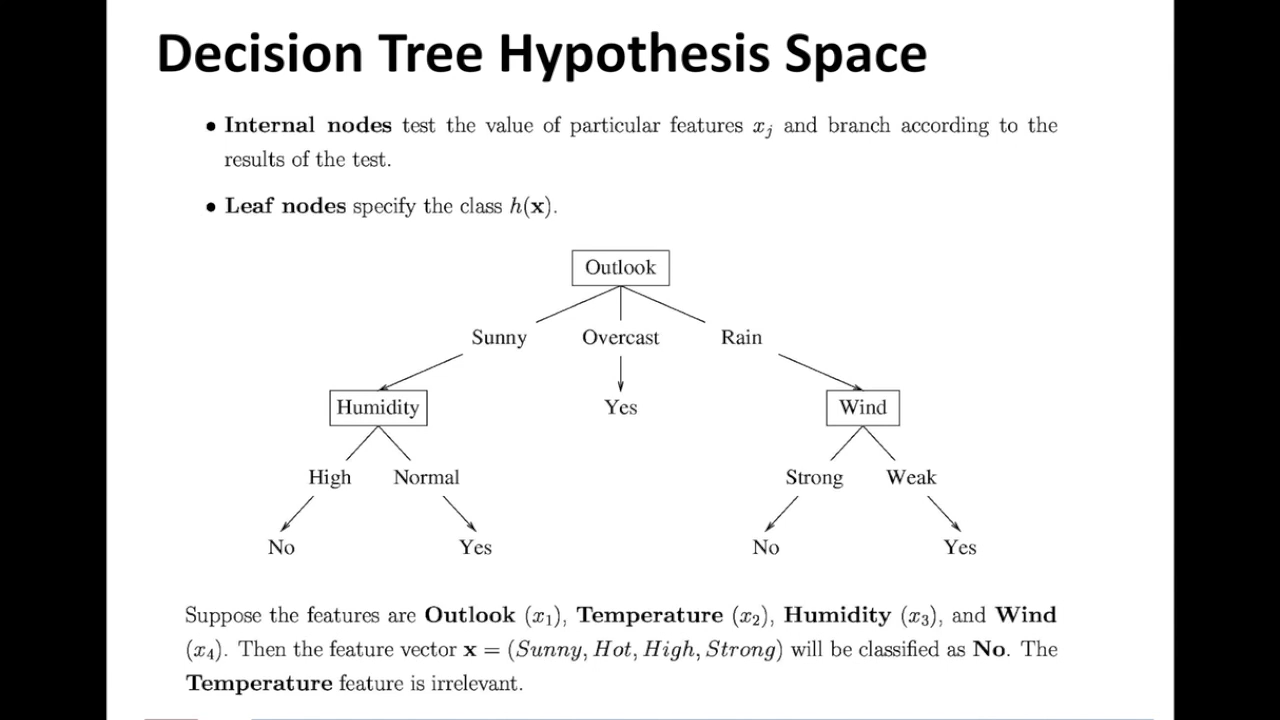 Decision Tree Hypothesis Space
• Internal nodes test the value of particular features xⱼ and branch according to the
results of the test.
• Leaf nodes specify the class h(x).
Outlook
Sunny Overcast Rain
Humidity Yes Wind
High Normal Strong Weak
No Yes No Yes
Suppose the features are Outlook (x₁), Temperature (x₂), Humidity (x₃), and Wind
(x₄). Then the feature vector x = (Sunny, Hot, High, Strong) will be classified as No. The
Temperature feature is irrelevant.